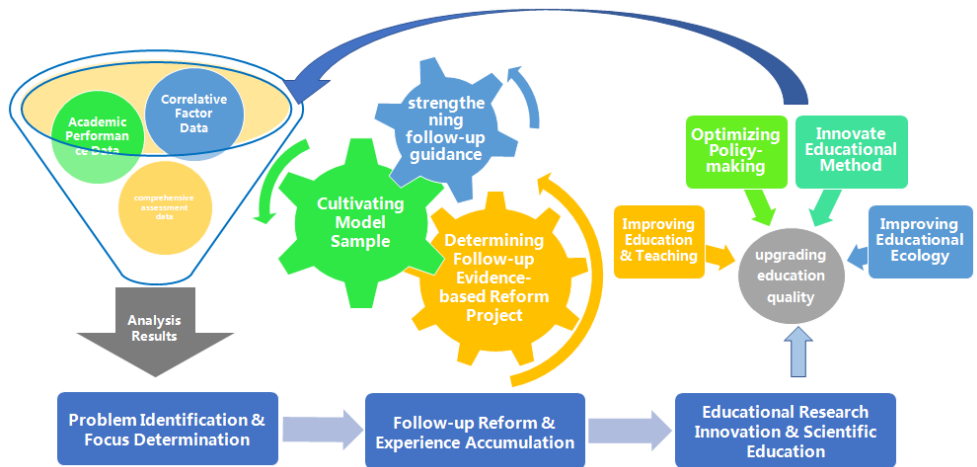 Academic
Performan
ce Data
Correlative
Factor
Data
comprehensive
assessment
data
Analysis
Results
strengthe
ning
follow-up
guidance
Cultivating
Model
Sample
Determining
Follow-up
Evidence-
based Reform
Project
Optimizing
Policy-
making
Innovate
Educational
Method
Improving
Education
& Teaching
upgrading
education
quality
Improving
Educational
Ecology
Problem Identification &
Focus Determination
Follow-up Reform &
Experience Accumulation
Educational Research
Innovation & Scientific
Education